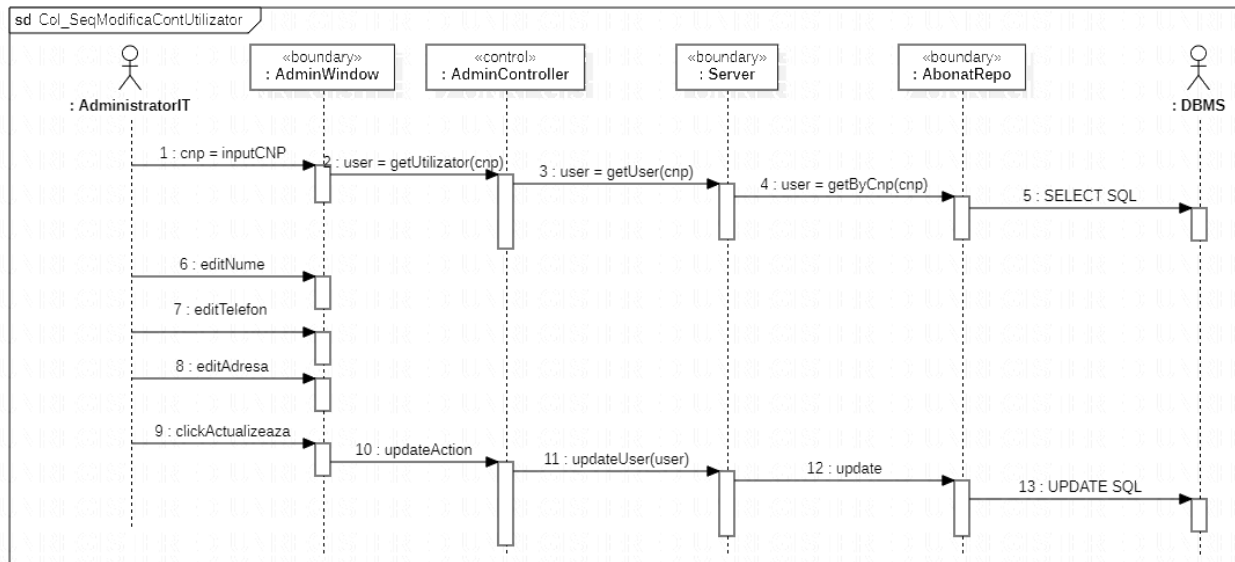 sd Col_SeqModificaContUtilizator
«boundary»
: AdminWindow
«control»
: AdminController
«boundary»
: Server
«boundary»
: AbonatRepo
: AdministratorIT
: DBMS
1 : cnp = inputCNP
2 : user = getUtilizator(cnp)
3 : user = getUser(cnp)
4 : user = getByCnp(cnp)
5 : SELECT SQL
6 : editNume
7 : editTelefon
8 : editAdresa
9 : clickActualizeaza
10 : updateAction
11 : updateUser(user)
12 : update
13 : UPDATE SQL